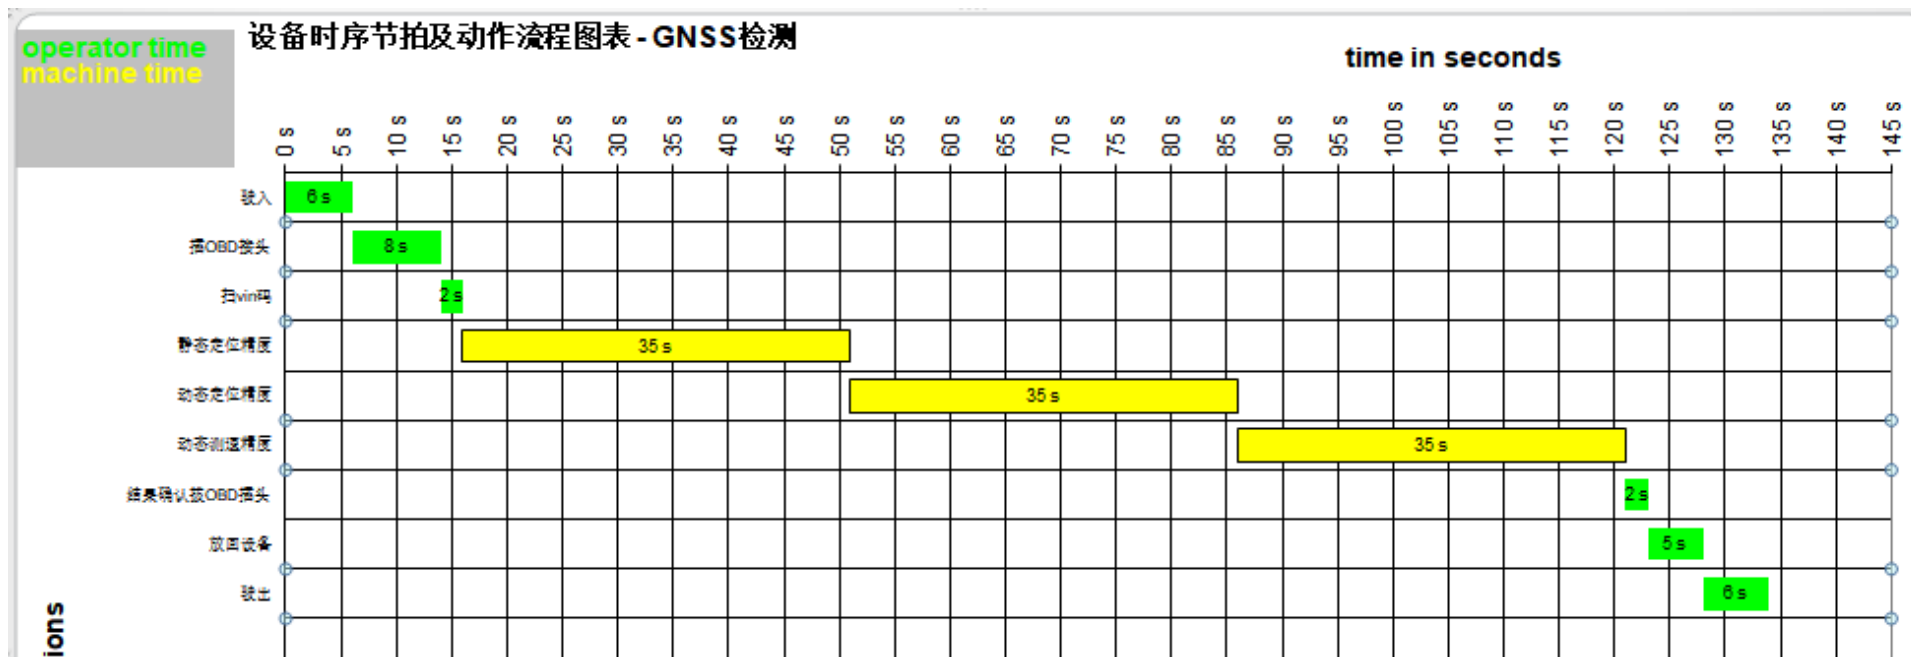 设备时序节拍及动作流程图表 - GNSS检测
operator time
machine time
time in seconds
0 s
5 s
10 s
15 s
20 s
25 s
30 s
35 s
40 s
45 s
50 s
55 s
60 s
65 s
70 s
75 s
80 s
85 s
90 s
95 s
100 s
105 s
110 s
115 s
120 s
125 s
130 s
135 s
140 s
145 s
驶入
6 s
插OBD接头
8 s
扫vin码
2 s
静态定位精度
35 s
动态定位精度
35 s
动态测速精度
35 s
结果确认拔OBD插头
2 s
放回设备
5 s
驶出
6 s
ions